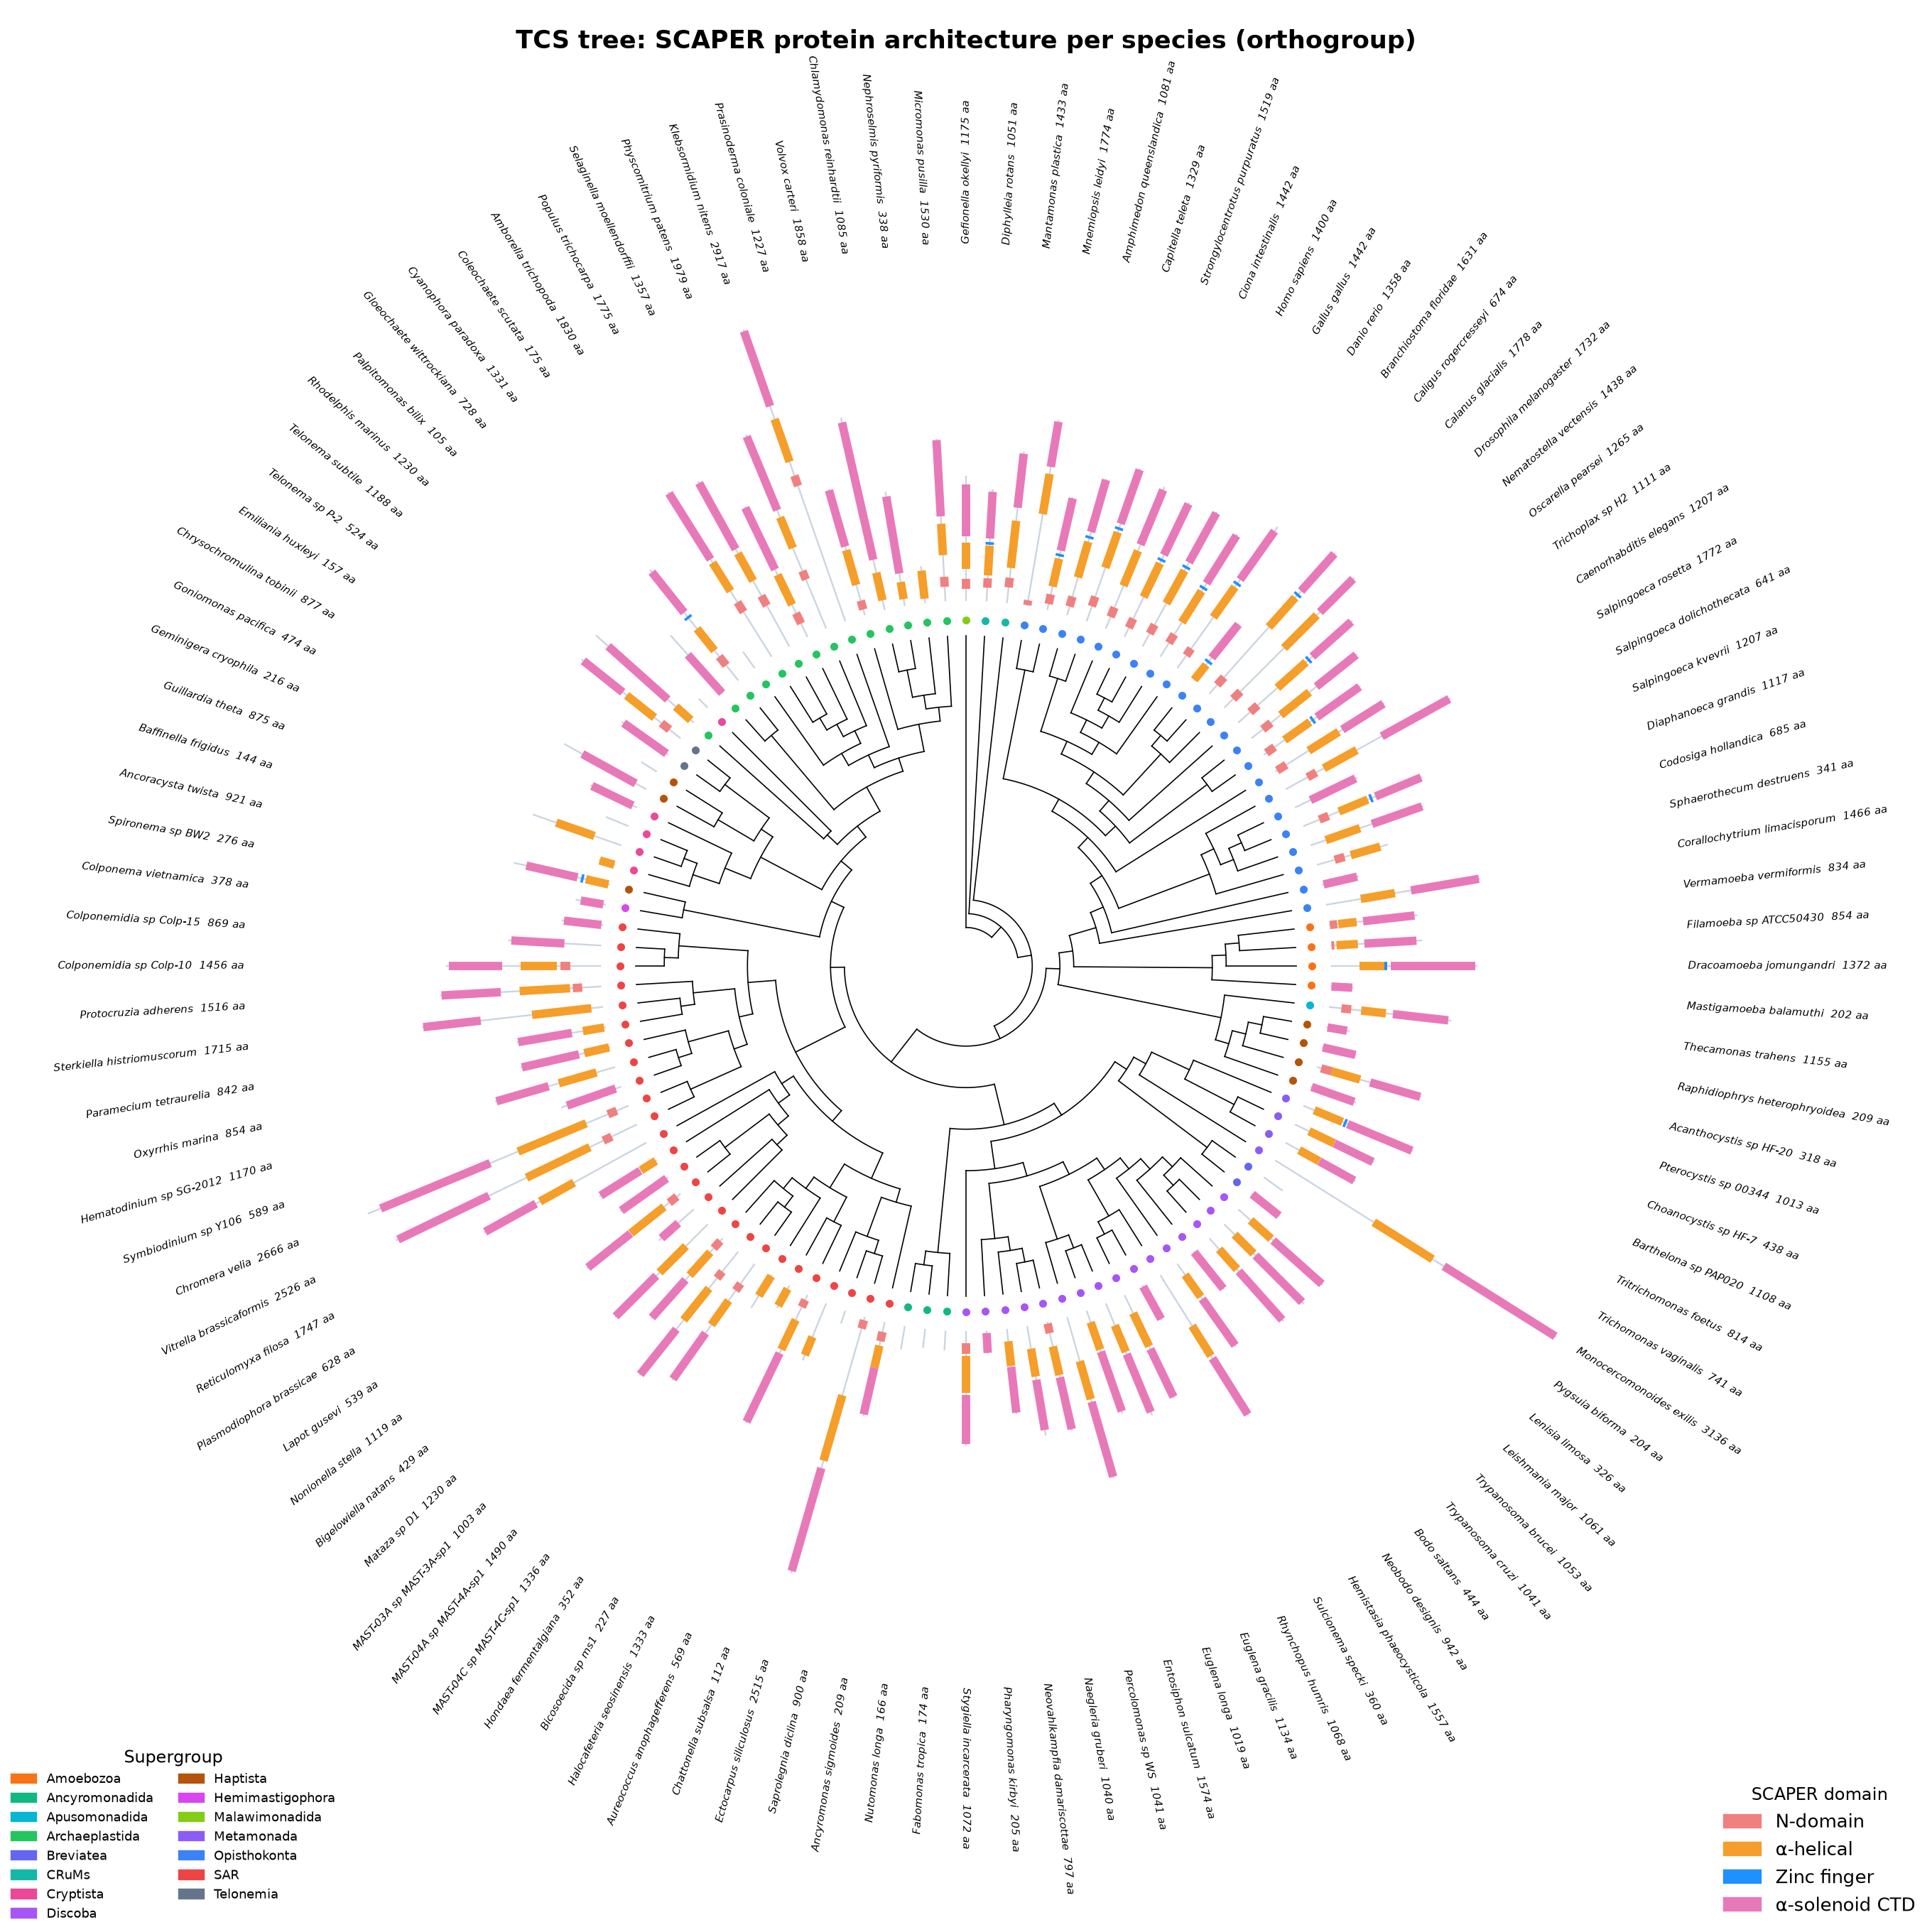 TCS tree: SCAPER protein architecture per species (orthogroup)
Gefionella okellyi 1175 aa
Diphylleia rotans 1051 aa
Mantamonas plastica 1433 aa
Mnemiopsis leidyi 1774 aa
Amphimedon queenslandica 1081 aa
Capitella teleta 1329 aa
Strongylocentrotus purpuratus 1519 aa
Ciona intestinalis 1442 aa
Homo sapiens 1400 aa
Gallus gallus 1442 aa
Danio rerio 1358 aa
Branchiostoma floridae 1631 aa
Caligus rogercresseyi 674 aa
Calanus glacialis 1778 aa
Drosophila melanogaster 1732 aa
Nematostella vectensis 1438 aa
Oscarella pearsei 1265 aa
Trichoplax sp H2 1111 aa
Caenorhabditis elegans 1207 aa
Salpingoeca rosetta 1772 aa
Salpingoeca dolichothecata 641 aa
Salpingoeca kvevrii 1207 aa
Diaphanoeca grandis 1117 aa
Codosiga hollandica 685 aa
Sphaerothecum destruens 341 aa
Corallochytrium limacisporum 1466 aa
Vermamoeba vermiformis 834 aa
Filamoeba sp ATCC50430 854 aa
Dracoamoeba jomungandri 1372 aa
Mastigamoeba balamuthi 202 aa
Thecamonas trahens 1155 aa
Raphidiophrys heterophryoidea 209 aa
Acanthocystis sp HF-20 318 aa
Pterocystis sp 00344 1013 aa
Choanocystis sp HF-7 438 aa
Barthelona sp PAP020 1108 aa
Tritrichomonas foetus 814 aa
Trichomonas vaginalis 741 aa
Monocercomonoides exilis 3136 aa
Pygsuia biforma 204 aa
Lenisia limosa 326 aa
Leishmania major 1061 aa
Trypanosoma brucei 1053 aa
Trypanosoma cruzi 1041 aa
Bodo saltans 444 aa
Neobodo designis 942 aa
Hemistasia phaeocysticola 1557 aa
Sulcionema specki 360 aa
Rhynchopus humris 1068 aa
Euglena gracilis 1134 aa
Euglena longa 1019 aa
Entosiphon sulcatum 1574 aa
Percolomonas sp WS 1041 aa
Naegleria gruberi 1040 aa
Neovahlkampfia damariscottae 797 aa
Pharyngomonas kirbyi 205 aa
Stygiella incarcerata 1072 aa
Fabomonas tropica 174 aa
Nutomonas longa 166 aa
Ancyromonas sigmoides 209 aa
Saprolegnia diclina 900 aa
Ectocarpus siliculosus 2515 aa
Chattonella subsalsa 112 aa
Aureococcus anophagefferens 569 aa
Halocafeteria seosinensis 1333 aa
Bicosoecida sp ms1 227 aa
Hondaea fermentalgiana 352 aa
MAST-04C sp MAST-4C-sp1 1336 aa
MAST-04A sp MAST-4A-sp1 1490 aa
MAST-03A sp MAST-3A-sp1 1003 aa
Mataza sp D1 1230 aa
Bigelowiella natans 429 aa
Nonionella stella 1119 aa
Lapot gusevi 539 aa
Plasmodiophora brassicae 628 aa
Reticulomyxa filosa 1747 aa
Vitrella brassicaformis 2526 aa
Chromera velia 2666 aa
Symbiodinium sp Y106 589 aa
Hematodinium sp SG-2012 1170 aa
Oxyrrhis marina 854 aa
Paramecium tetraurelia 842 aa
Sterkiella histriomuscorum 1715 aa
Protocruzia adherens 1516 aa
Colponemidia sp Colp-10 1456 aa
Colponemidia sp Colp-15 869 aa
Colponema vietnamica 378 aa
Spironema sp BW2 276 aa
Ancoracysta twista 921 aa
Baffinella frigidus 144 aa
Guillardia theta 875 aa
Geminigera cryophila 216 aa
Goniomonas pacifica 474 aa
Chrysochromulina tobinii 877 aa
Emiliania huxleyi 157 aa
Telonema sp P-2 524 aa
Telonema subtile 1188 aa
Rhodelphis marinus 1230 aa
Palpitomonas bilix 105 aa
Gloeochaete wittrockiana 728 aa
Cyanophora paradoxa 1331 aa
Coleochaete scutata 175 aa
Amborella trichopoda 1830 aa
Populus trichocarpa 1775 aa
Selaginella moellendorffii 1357 aa
Physcomitrium patens 1979 aa
Klebsormidium nitens 2917 aa
Prasinoderma coloniale 1227 aa
Volvox carteri 1858 aa
Chlamydomonas reinhardtii 1085 aa
Nephroselmis pyriformis 338 aa
Micromonas pusilla 1530 aa
Supergroup
Amoebozoa
Ancyromonadida
Apusomonadida
Archaeplastida
Breviatea
CRuMs
Cryptista
Discoba
Haptista
Hemimastigophora
Malawimonadida
Metamonada
Opisthokonta
SAR
Telonemia
SCAPER domain
N-domain
α-helical
Zinc finger
α-solenoid CTD